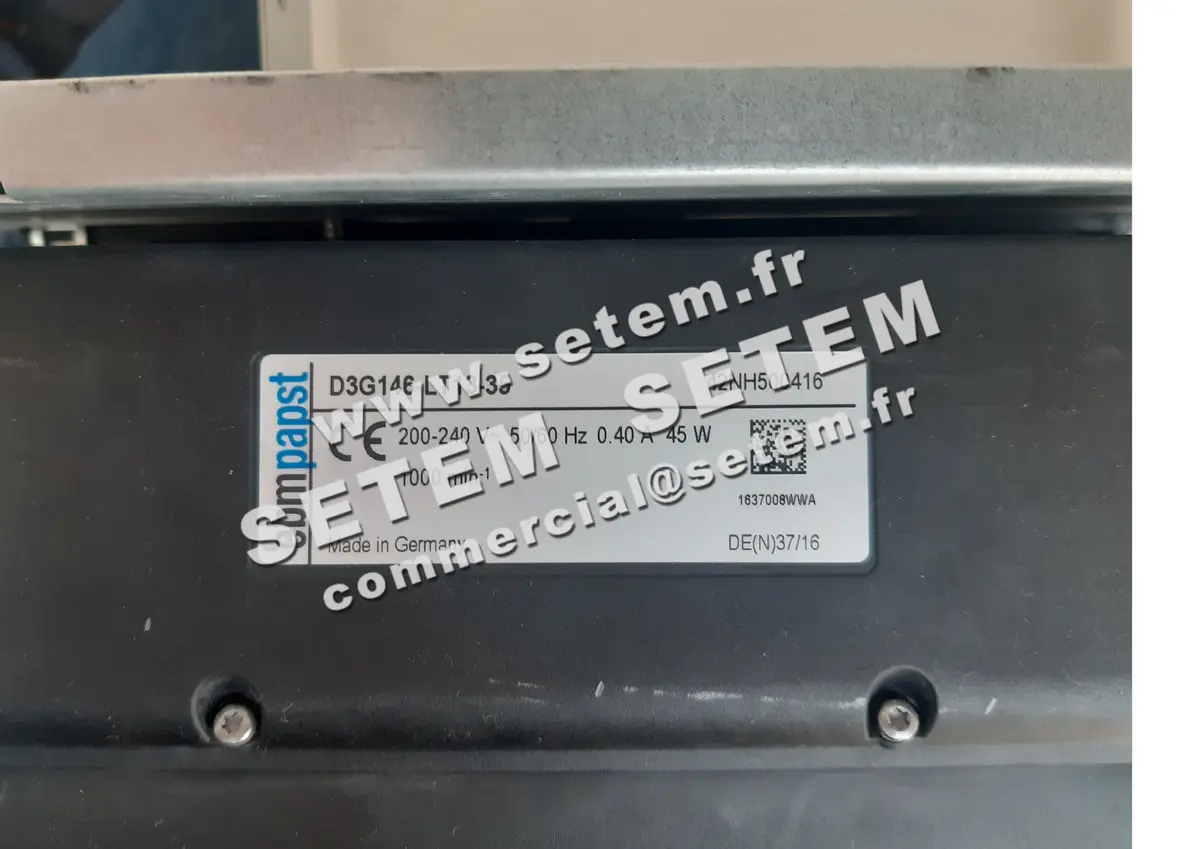 www.setem.fr
SETEM SETEM
commercial@setem.fr
ebmpapst
D3G146
200-240 V~ 50/60 Hz 0.40 A 45 W
Made in Germany
1637008WWA
DE(N)37/16